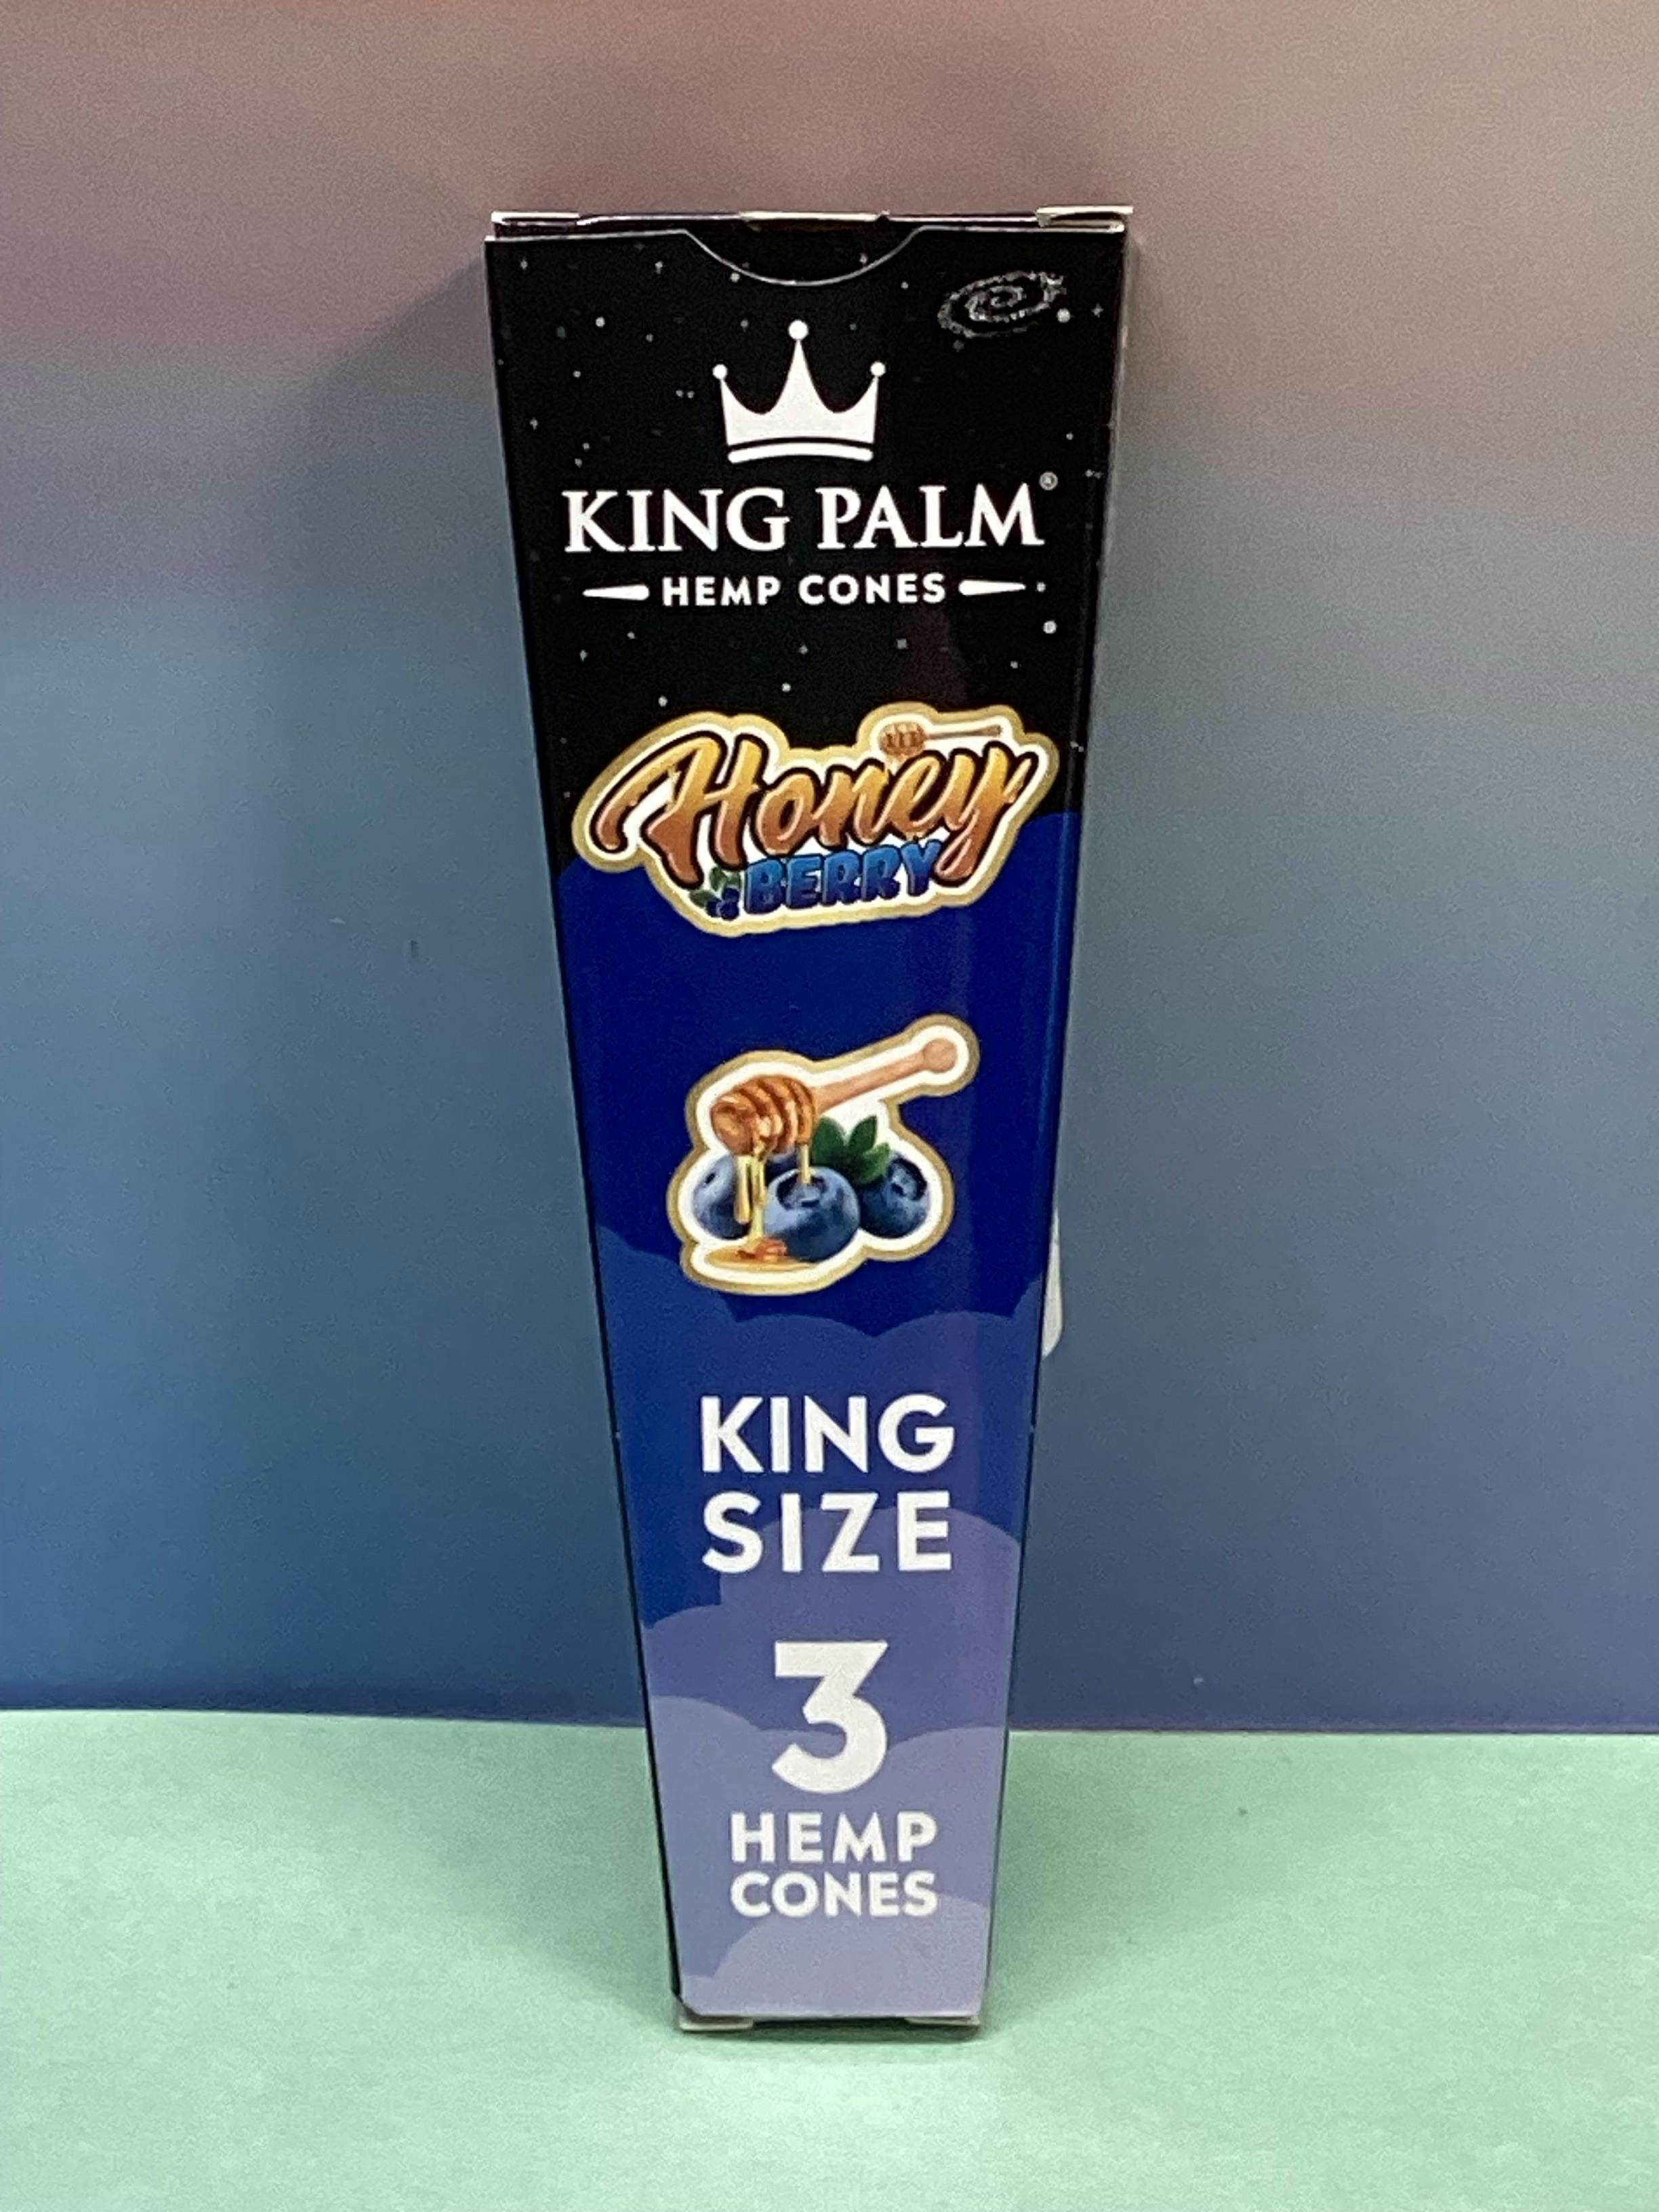 KING PALM®
HEMP CONES
Honey
BERRY
KING
SIZE
3
HEMP
CONES